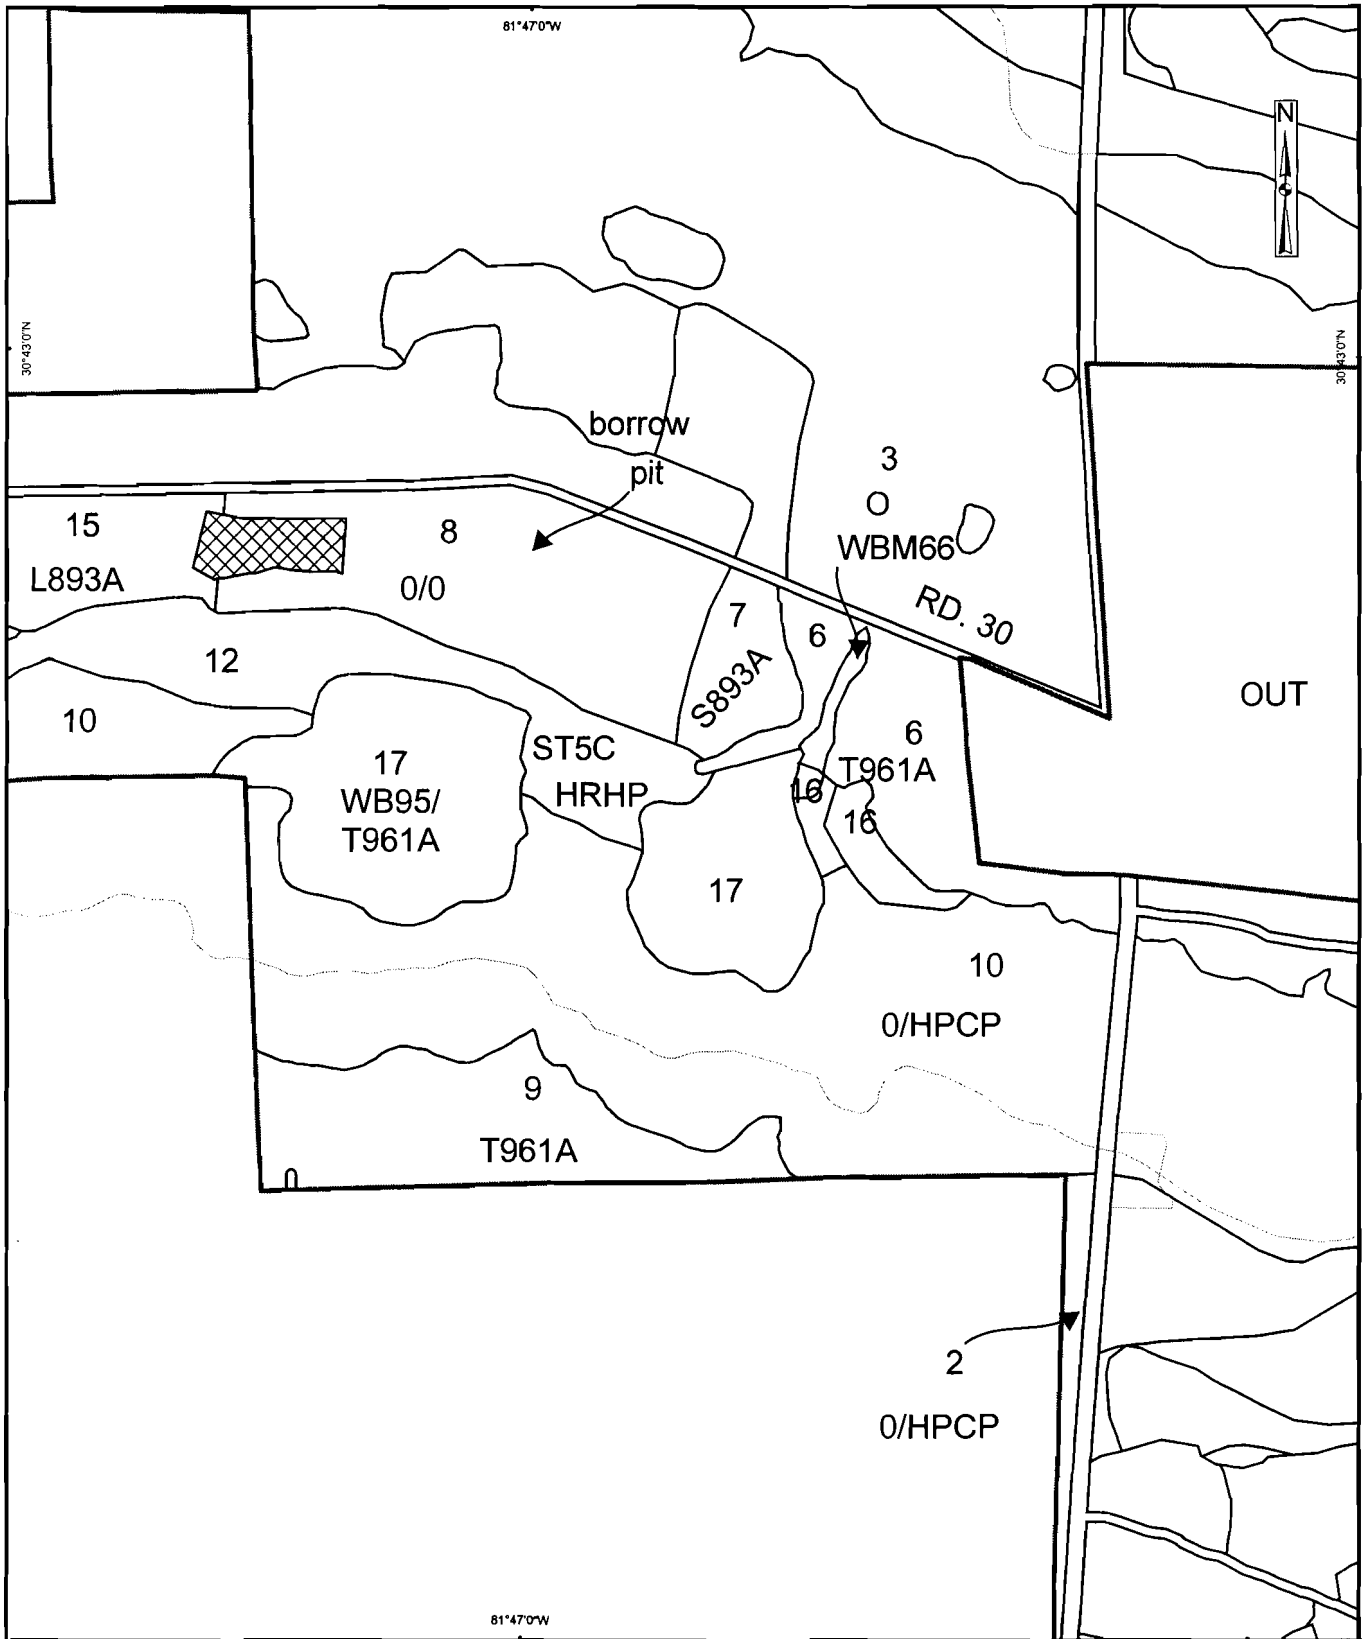 81°47'0"W
N
30°43'0"N
30°43'0"N
borrow
pit
3
O
WBM66
15
L893A
8
0/0
RD. 30
7
S893A
6
12
10
OUT
17
WB95/
T961A
ST5C
HRHP
6
T961A
16
16
17
10
0/HPCP
9
T961A
2
0/HPCP
81°47'0"W